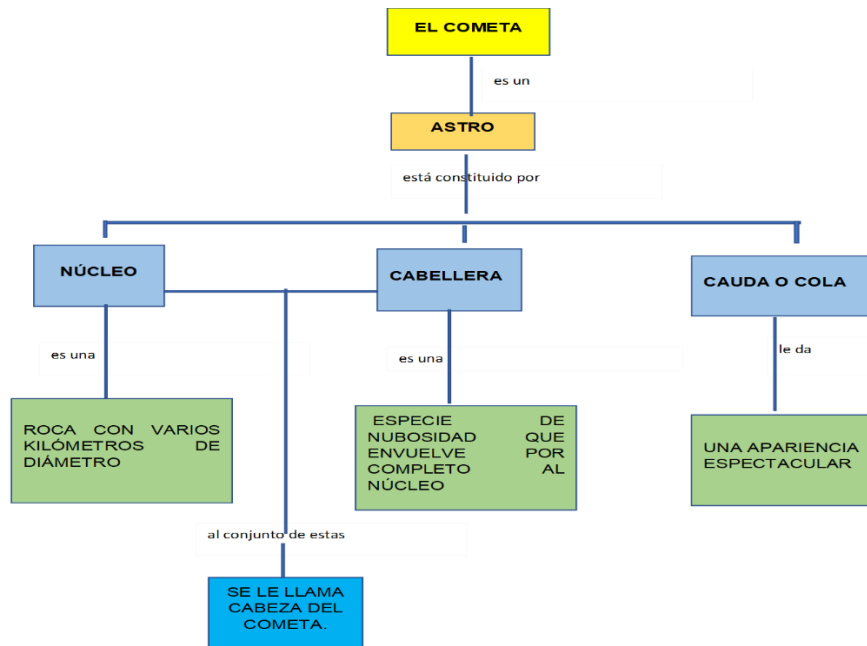 EL COMETA
es un
ASTRO
está constituido por
NÚCLEO
CABELLERA
CAUDA O COLA
es una
es una
le da
ROCA CON VARIOS
KILÓMETROS DE
DIÁMETRO
ESPECIE DE
NUBOSIDAD QUE
ENVUELVE POR
COMPLETO AL
NÚCLEO
UNA APARIENCIA
ESPECTACULAR
al conjunto de estas
SE LE LLAMA
CABEZA DEL
COMETA.